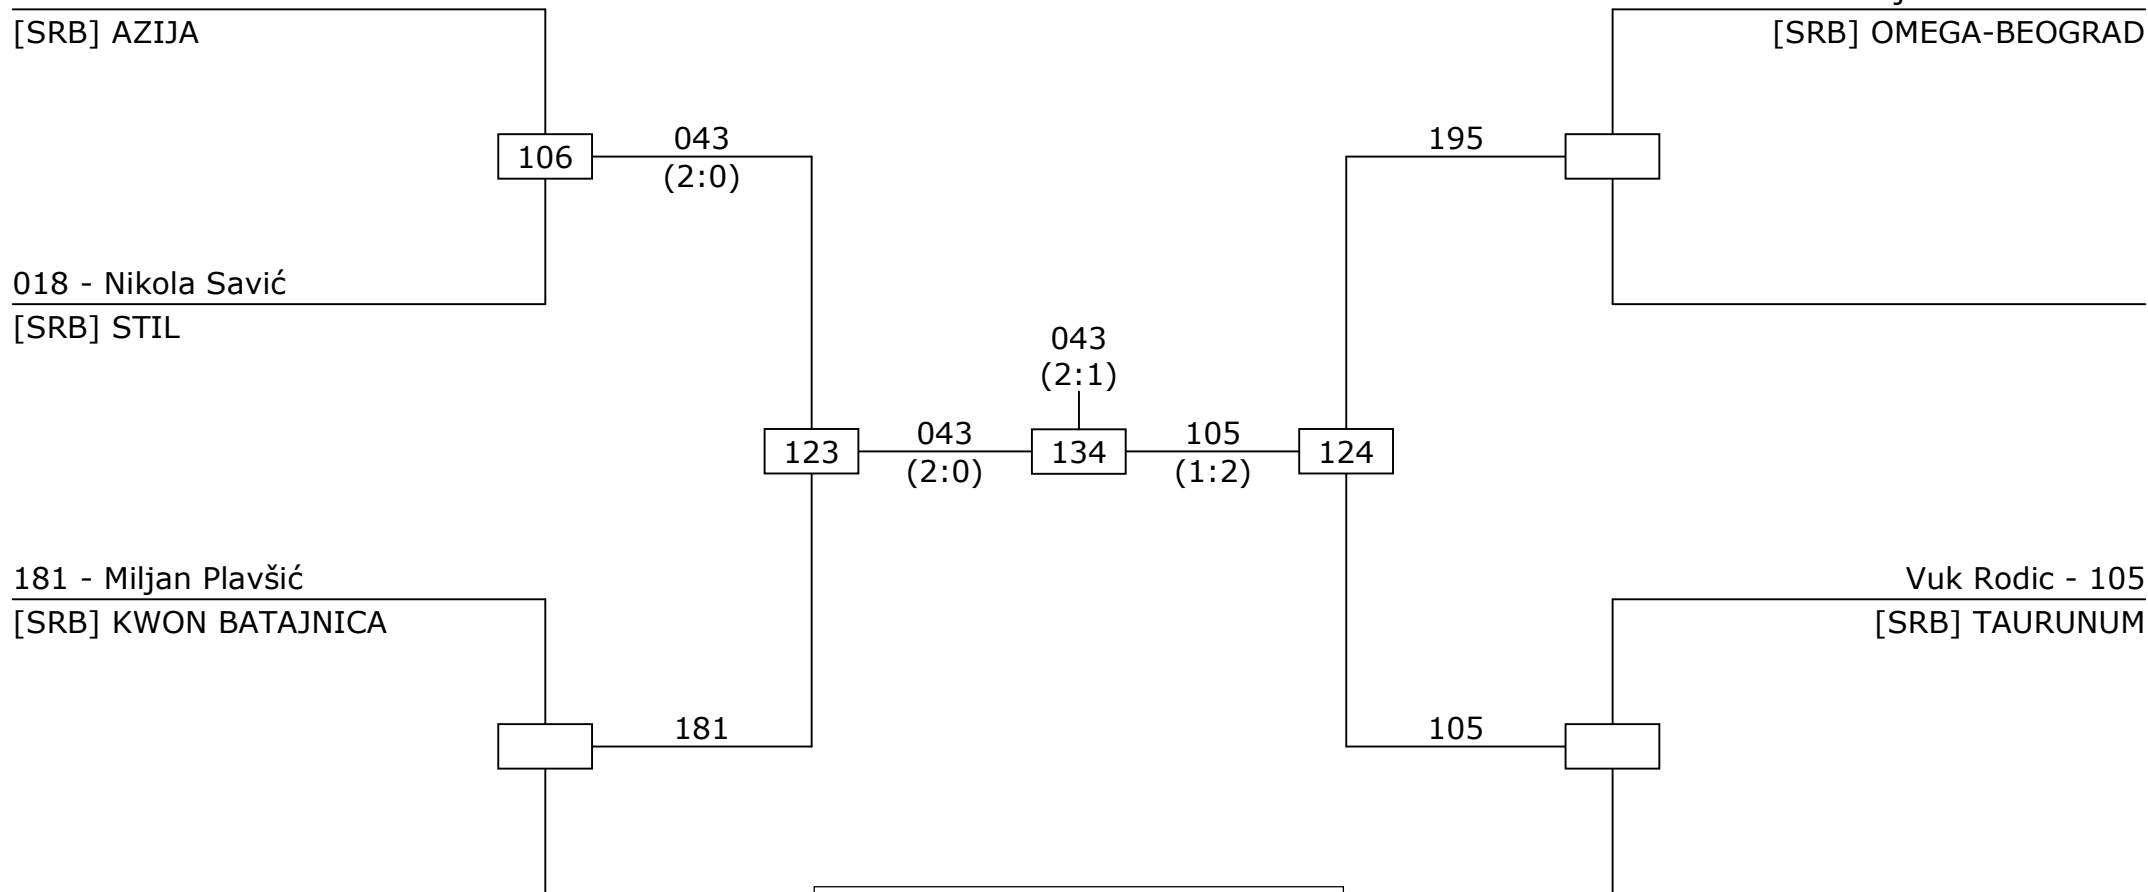 [SRB] AZIJA
[SRB] OMEGA-BEOGRAD
106
043
(2:0)
195
018 - Nikola Savić
[SRB] STIL
043
(2:1)
123
043
(2:0)
134
105
(1:2)
124
181 - Miljan Plavšić
[SRB] KWON BATAJNICA
Vuk Rodic - 105
[SRB] TAURUNUM
181
105